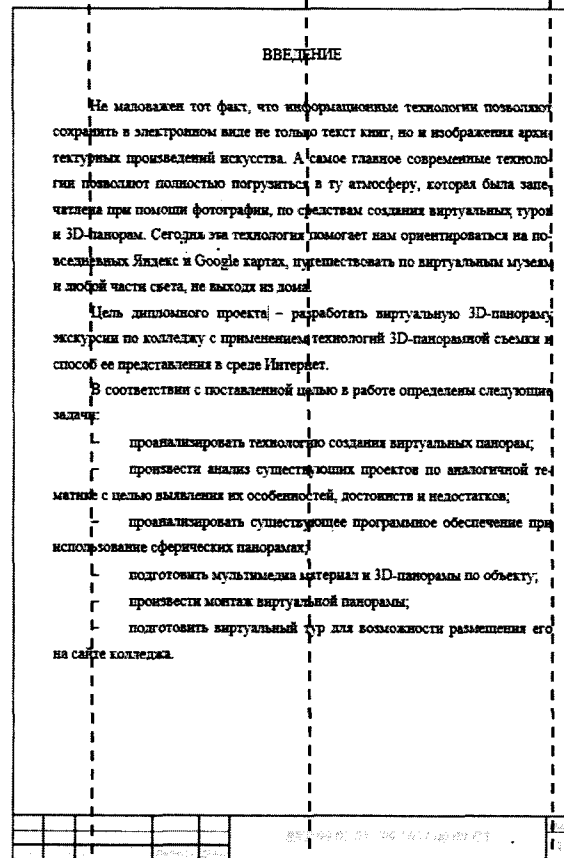 ВВЕДЕНИЕ
Не маловажен тот факт, что информационные технологии позволяют
сохранить в электронном виде не только текст книг, но и изображения архи-
тектурных произведений искусства. А самое главное современные техноло-
гии позволяют полностью погрузиться в ту атмосферу, которая была запе-
чатлена при помощи фотографии, по средствам создания виртуальных туров
и 3D-панорам. Сегодня эта технология помогает нам ориентироваться на по-
вседневных Яндекс и Google картах, путешествовать по виртуальным музеям
и любой части света, не выходя из дома.
Цель дипломного проекта – разработать виртуальную 3D-панораму
экскурсии по колледжу с применением технологий 3D-панорамной съемки и
способ ее представления в среде Интернет.
В соответствии с поставленной целью в работе определены следующие
задачи:
– проанализировать технологию создания виртуальных панорам;
– произвести анализ существующих проектов по аналогичной те-
матике с целью выявления их особенностей, достоинств и недостатков;
– проанализировать существующее программное обеспечение при
использование сферических панорамах;
– подготовить мультимедиа материал и 3D-панорамы по объекту;
– произвести монтаж виртуальной панорамы;
– подготовить виртуальный тур для возможности размещения его
на сайте колледжа.